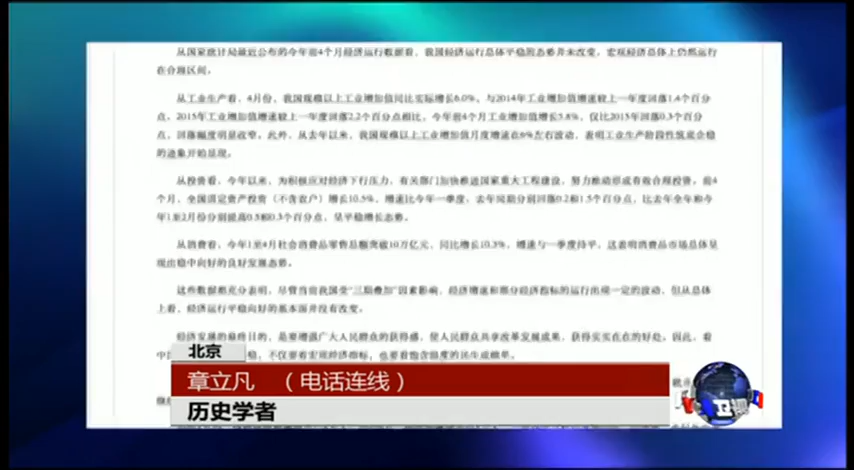 从国家统计局最近公布的今年前4个月经济运行数据看，我国经济运行总体平稳的态势并未改变，宏观经济总体上仍然运行
在合理区间。
从工业生产看，4月份，我国规模以上工业增加值同比实际增长6.0%，与2014年工业增加值增速较上一年度回落1.4个百分
点、2015年工业增加值增速较上一年度回落2.2个百分点相比，今年前4个月工业增加值增长5.8%，仅比2015年回落0.3个百分
点，回落幅度明显收窄。此外，从去年以来，我国规模以上工业增加值月度增速在6%左右波动，表明工业生产阶段性筑底企稳
的迹象开始显现。
从投资看，今年以来，为积极应对经济下行压力，有关部门加快推进国家重大工程建设，努力推动形成有效合理投资。前4
个月，全国固定资产投资（不含农户）增长10.5%，增速比今年一季度、去年同期分别回落0.2和1.5个百分点，比去年全年和今
年1至2月份分别提高0.5和0.3个百分点，呈平稳增长态势。
从消费看，今年1至4月社会消费品零售总额突破10万亿元，同比增长10.3%，增速与一季度持平，这表明消费品市场总体呈
现出稳中向好的良好发展态势。
这些数据都充分表明，尽管当前我国受“三期叠加”因素影响，经济增速和部分经济指标的运行出现一定的波动，但从总体
上看，经济运行平稳向好的基本面并没有改变。
经济发展的最终目的，是要增强广大人民群众的获得感，使人民群众共享改革发展成果，获得实实在在的好处。因此，看
不仅要看宏观经济指标，也要看饱含温度的民生成绩单。
北京
章立凡 （电话连线）
历史学者
卫视